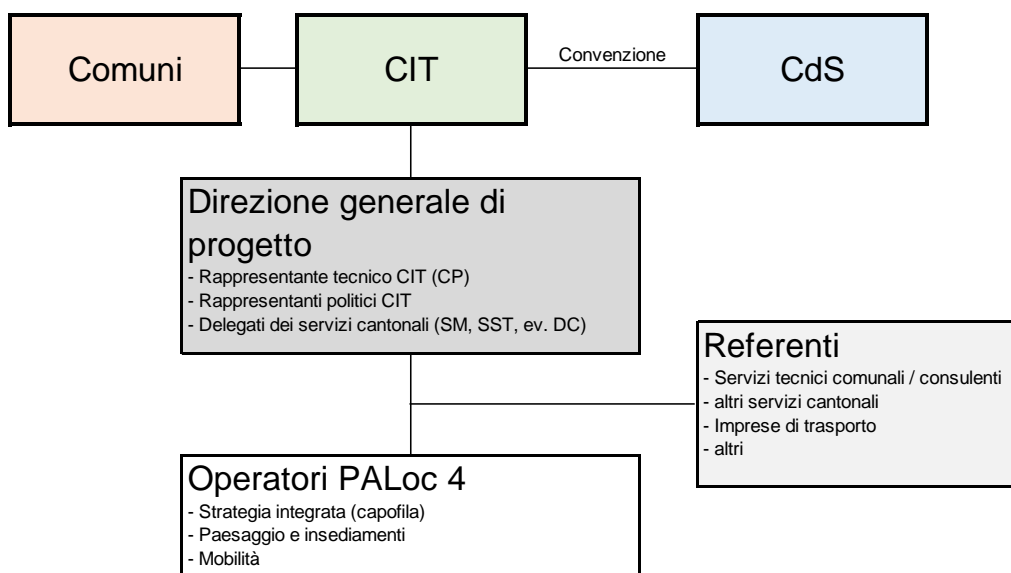 Comuni
CIT
Convenzione
CdS
Direzione generale di
progetto
- Rappresentante tecnico CIT (CP)
- Rappresentanti politici CIT
- Delegati dei servizi cantonali (SM, SST, ev. DC)
Referenti
- Servizi tecnici comunali / consulenti
- altri servizi cantonali
- Imprese di trasporto
- altri
Operatori PALoc 4
- Strategia integrata (capofila)
- Paesaggio e insediamenti
- Mobilità